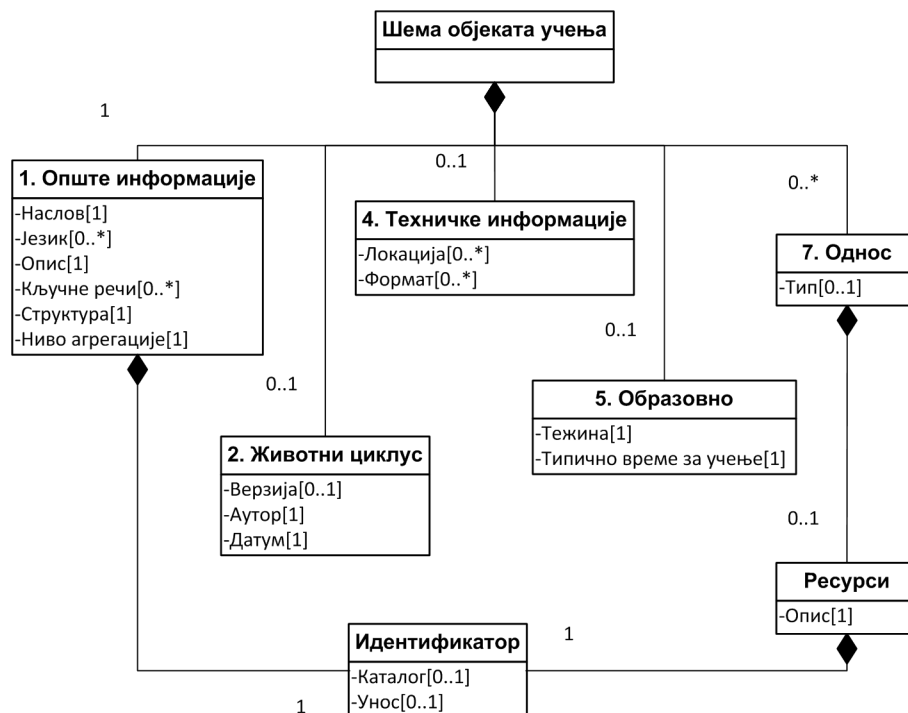 Шема објеката учења
1
1. Опште информације
-Наслов[1]
-Језик[0..*]
-Опис[1]
-Кључне речи[0..*]
-Структура[1]
-Ниво агрегације[1]
0..1
4. Техничке информације
-Локација[0..*]
-Формат[0..*]
0..*
7. Однос
-Тип[0..1]
0..1
2. Животни циклус
-Верзија[0..1]
-Аутор[1]
-Датум[1]
0..1
5. Образовно
-Тежина[1]
-Типично време за учење[1]
0..1
Ресурси
-Опис[1]
1
Идентификатор
-Каталог[0..1]
-Унос[0..1]
1